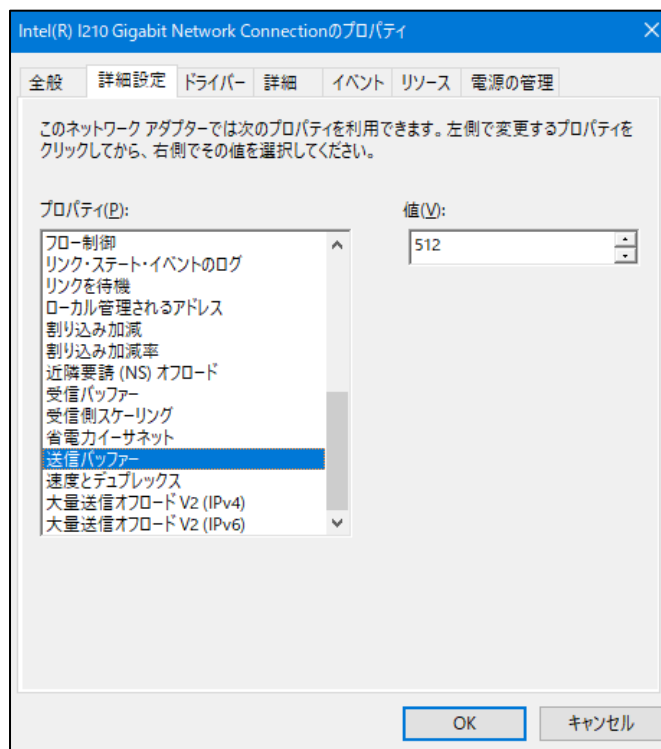 Intel(R) I210 Gigabit Network Connectionのプロパティ
全般 詳細設定 ドライバー 詳細 イベント リソース 電源の管理
このネットワーク アダプターでは次のプロパティを利用できます。左側で変更するプロパティを
クリックしてから、右側でその値を選択してください。
プロパティ(P): 値(V):
フロー制御 512
リンク・ステート・イベントのログ
リンクを待機
ローカル管理されるアドレス
割り込み加減
割り込み加減率
近隣要請 (NS) オフロード
受信バッファー
受信側スケーリング
省電力イーサネット
送信バッファー
速度とデュプレックス
大量送信オフロード V2 (IPv4)
大量送信オフロード V2 (IPv6)
OK キャンセル